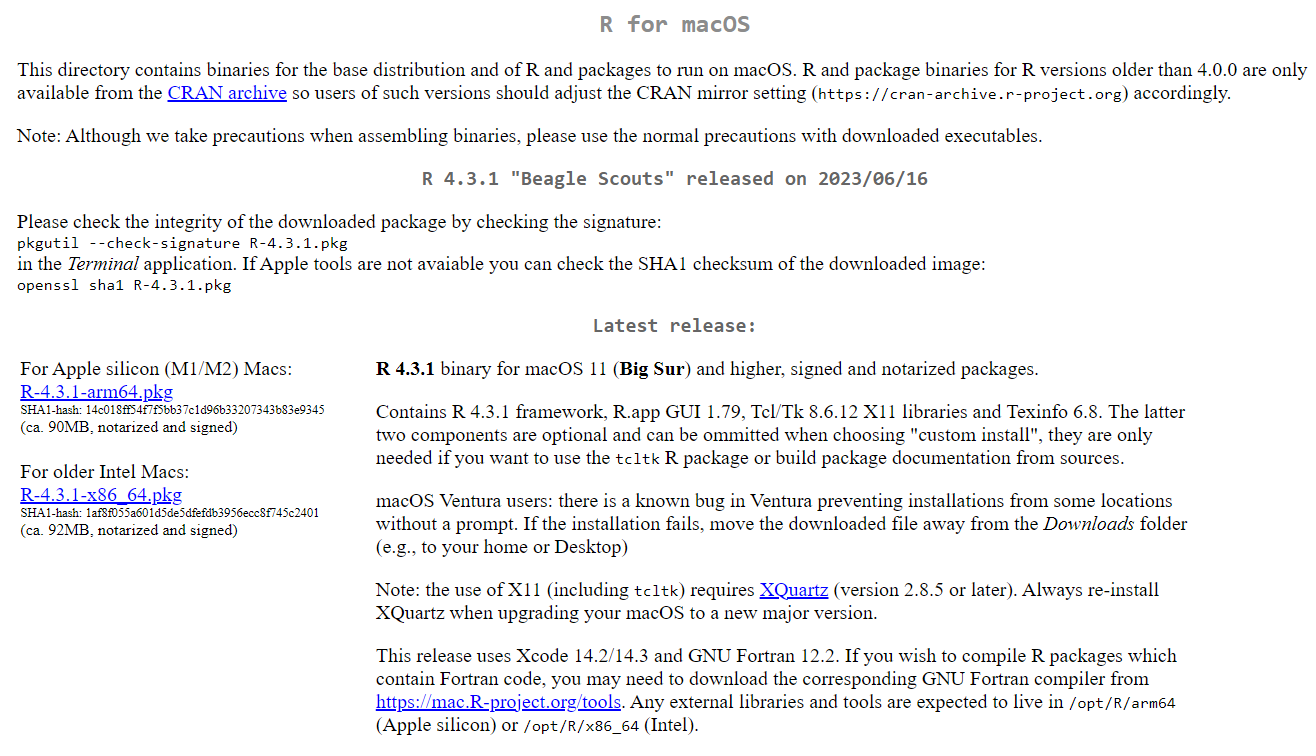 R for macOS
This directory contains binaries for the base distribution and of R and packages to run on macOS. R and package binaries for R versions older than 4.0.0 are only
available from the CRAN archive so users of such versions should adjust the CRAN mirror setting (https://cran-archive.r-project.org) accordingly.
Note: Although we take precautions when assembling binaries, please use the normal precautions with downloaded executables.
R 4.3.1 "Beagle Scouts" released on 2023/06/16
Please check the integrity of the downloaded package by checking the signature:
pkgutil --check-signature R-4.3.1.pkg
in the Terminal application. If Apple tools are not avaiable you can check the SHA1 checksum of the downloaded image:
openssl sha1 R-4.3.1.pkg
Latest release:
For Apple silicon (M1/M2) Macs:
R-4.3.1-arm64.pkg
SHA1-hash: 14c018ff54f7f5bb37c1d96b33207343b83e9345
(ca. 90MB, notarized and signed)
For older Intel Macs:
R-4.3.1-x86_64.pkg
SHA1-hash: 1af8f055a601d5de5dfefdb3956ecc8f745c2401
(ca. 92MB, notarized and signed)
R 4.3.1 binary for macOS 11 (Big Sur) and higher, signed and notarized packages.
Contains R 4.3.1 framework, R.app GUI 1.79, Tcl/Tk 8.6.12 X11 libraries and Texinfo 6.8. The latter
two components are optional and can be ommitted when choosing "custom install", they are only
needed if you want to use the tcltk R package or build package documentation from sources.
macOS Ventura users: there is a known bug in Ventura preventing installations from some locations
without a prompt. If the installation fails, move the downloaded file away from the Downloads folder
(e.g., to your home or Desktop)
Note: the use of X11 (including tcltk) requires XQuartz (version 2.8.5 or later). Always re-install
XQuartz when upgrading your macOS to a new major version.
This release uses Xcode 14.2/14.3 and GNU Fortran 12.2. If you wish to compile R packages which
contain Fortran code, you may need to download the corresponding GNU Fortran compiler from
https://mac.R-project.org/tools. Any external libraries and tools are expected to live in /opt/R/arm64
(Apple silicon) or /opt/R/x86_64 (Intel).